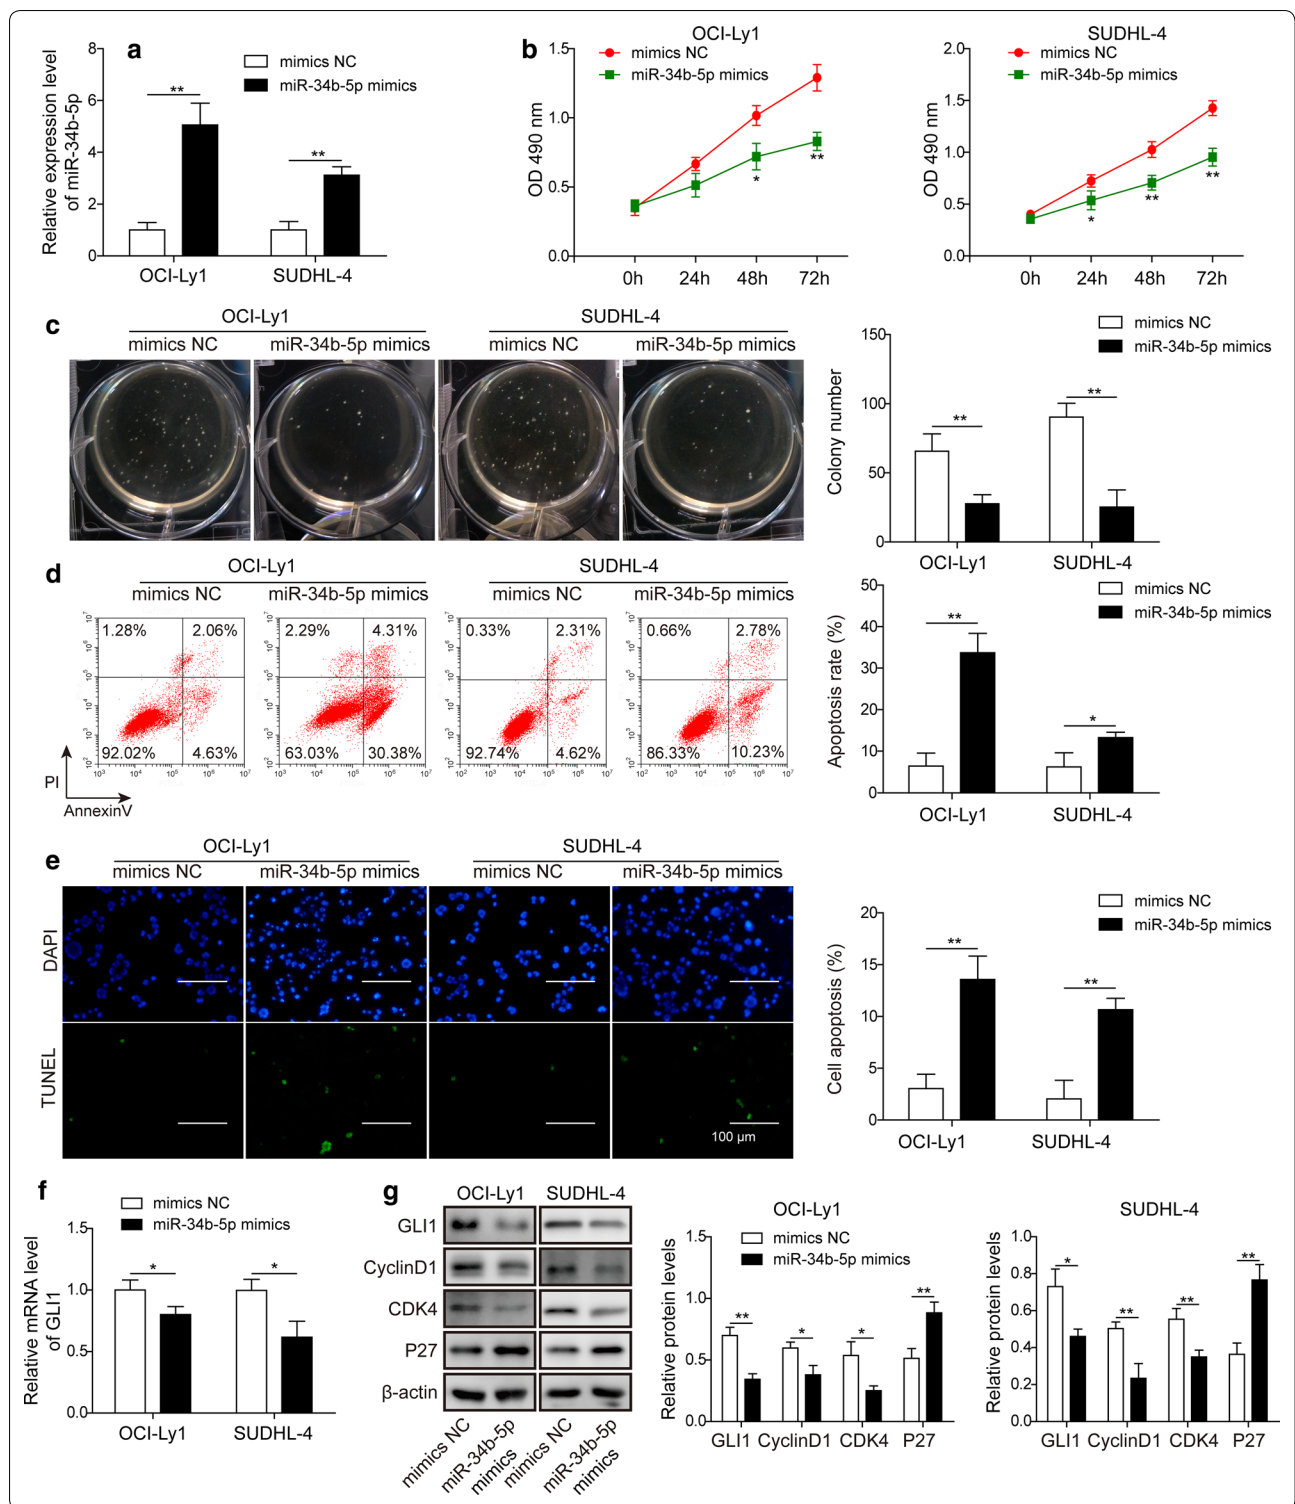 a
Relative expression level
of miR-34b-5p
8
6
4
2
0
mimics NC
miR-34b-5p mimics
**
**
OCI-Ly1
SUDHL-4
b
OCI-Ly1
mimics NC
miR-34b-5p mimics
OD 490 nm
1.5
1.0
0.5
0.0
*
**
0h 24h 48h 72h
SUDHL-4
mimics NC
miR-34b-5p mimics
OD 490 nm
2.0
1.5
1.0
0.5
0.0
*
**
**
0h 24h 48h 72h
c
OCI-Ly1
SUDHL-4
mimics NC
miR-34b-5p mimics
mimics NC
miR-34b-5p mimics
Colony number
150
100
50
0
mimics NC
miR-34b-5p mimics
**
**
OCI-Ly1
SUDHL-4
d
OCI-Ly1
SUDHL-4
mimics NC
miR-34b-5p mimics
mimics NC
miR-34b-5p mimics
1.28% 2.06%
92.02% 4.63%
2.29% 4.31%
63.03% 30.38%
0.33% 2.31%
92.74% 4.62%
0.66% 2.78%
86.33% 10.23%
PI
AnnexinV
Apoptosis rate (%)
50
40
30
20
10
0
mimics NC
miR-34b-5p mimics
**
*
OCI-Ly1
SUDHL-4
e
OCI-Ly1
SUDHL-4
mimics NC
miR-34b-5p mimics
mimics NC
miR-34b-5p mimics
DAPI
TUNEL
100 μm
Cell apoptosis (%)
20
15
10
5
0
mimics NC
miR-34b-5p mimics
**
**
OCI-Ly1
SUDHL-4
f
Relative mRNA level
of GLI1
1.5
1.0
0.5
0.0
mimics NC
miR-34b-5p mimics
*
*
OCI-Ly1
SUDHL-4
g
OCI-Ly1 SUDHL-4
GLI1
CyclinD1
CDK4
P27
β-actin
mimics NC
miR-34b-5p
mimics
mimics NC
miR-34b-5p
mimics
OCI-Ly1
Relative protein levels
1.5
1.0
0.5
0.0
mimics NC
miR-34b-5p mimics
**
*
*
**
GLI1 CyclinD1 CDK4 P27
SUDHL-4
Relative protein levels
1.0
0.8
0.6
0.4
0.2
0.0
*
**
**
**
GLI1 CyclinD1 CDK4 P27